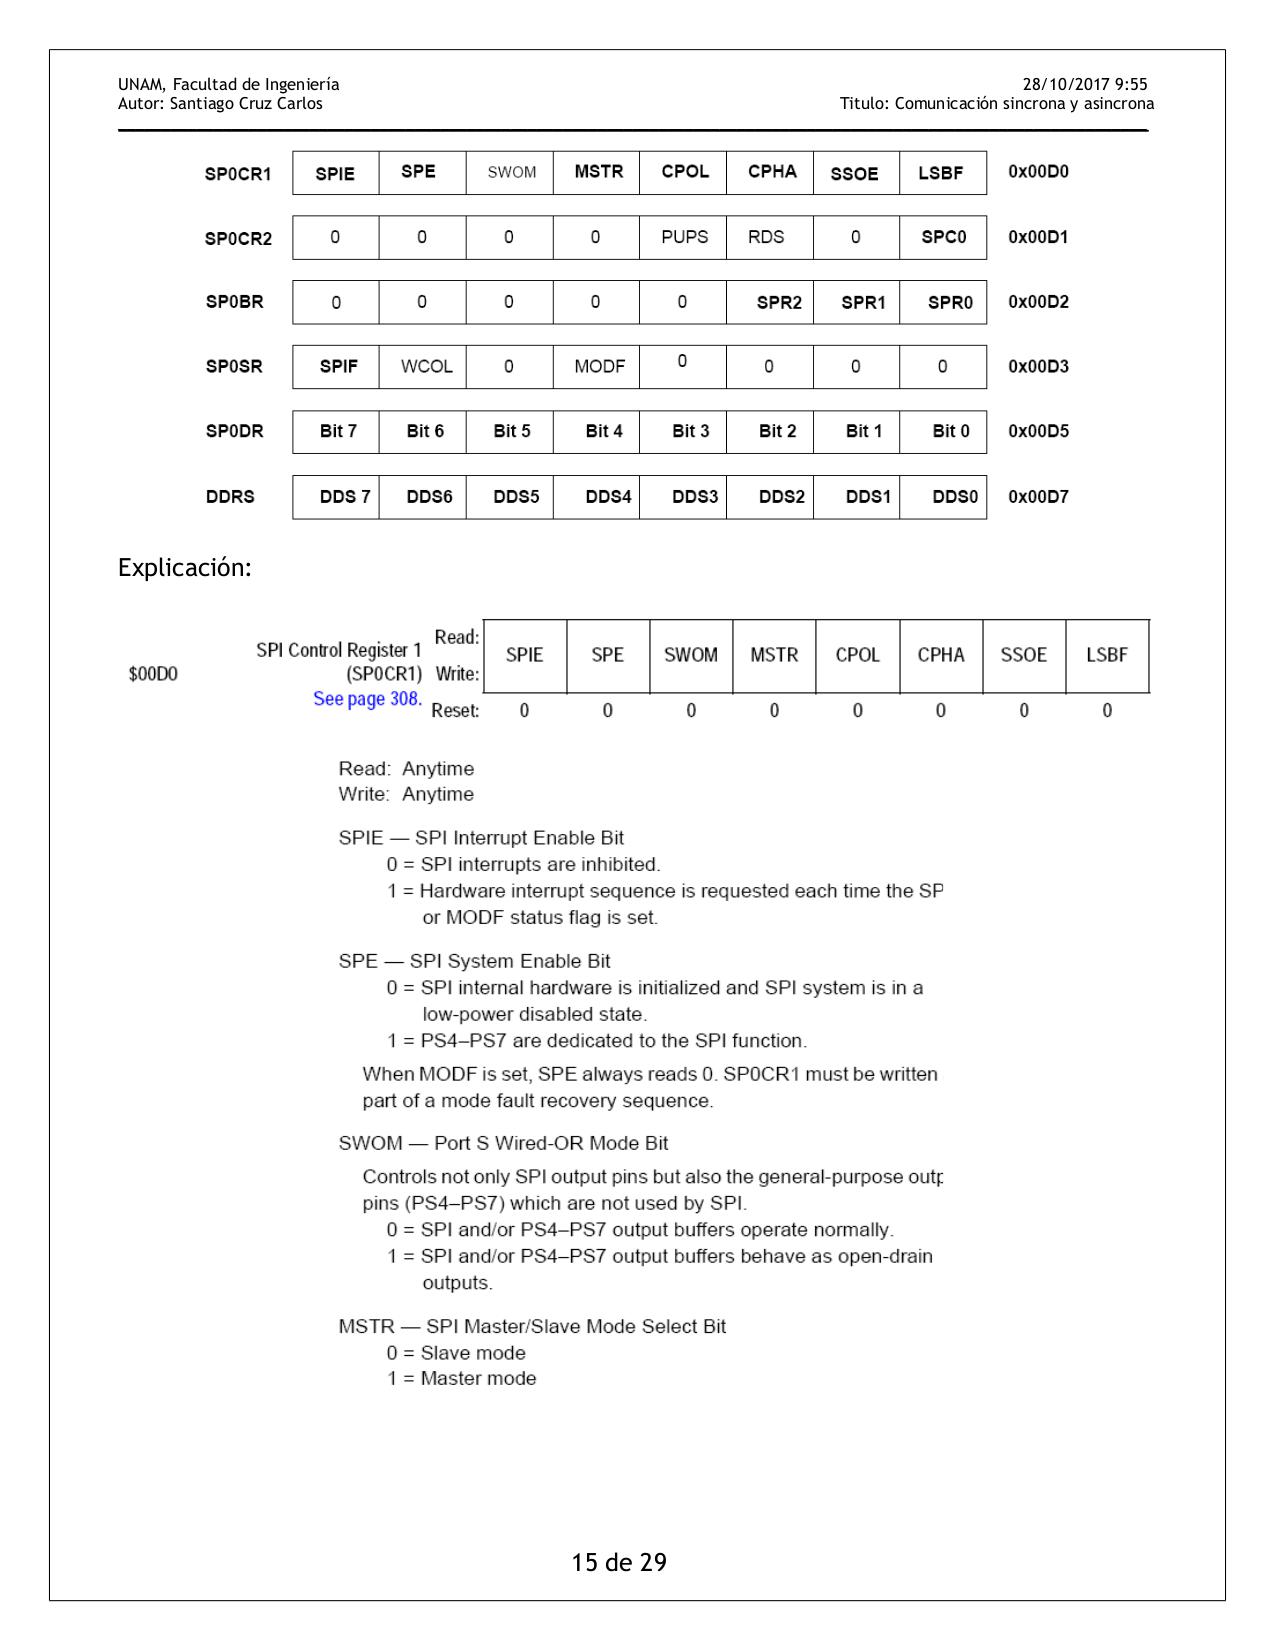 UNAM, Facultad de Ingeniería 28/10/2017 9:55
Autor: Santiago Cruz Carlos Titulo: Comunicación sincrona y asincrona
SP0CR1 SPIE SPE SWOM MSTR CPOL CPHA SSOE LSBF 0x00D0
SP0CR2 0 0 0 0 PUPS RDS 0 SPC0 0x00D1
SP0BR 0 0 0 0 0 SPR2 SPR1 SPR0 0x00D2
SP0SR SPIF WCOL 0 MODF 0 0 0 0 0x00D3
SP0DR Bit 7 Bit 6 Bit 5 Bit 4 Bit 3 Bit 2 Bit 1 Bit 0 0x00D5
DDRS DDS 7 DDS6 DDS5 DDS4 DDS3 DDS2 DDS1 DDS0 0x00D7
Explicación:
Read:
SPI Control Register 1
$00D0 (SP0CR1) Write: SPIE SPE SWOM MSTR CPOL CPHA SSOE LSBF
See page 308.
Reset: 0 0 0 0 0 0 0 0
Read: Anytime
Write: Anytime
SPIE — SPI Interrupt Enable Bit
0 = SPI interrupts are inhibited.
1 = Hardware interrupt sequence is requested each time the SP
or MODF status flag is set.
SPE — SPI System Enable Bit
0 = SPI internal hardware is initialized and SPI system is in a
low-power disabled state.
1 = PS4–PS7 are dedicated to the SPI function.
When MODF is set, SPE always reads 0. SP0CR1 must be written
part of a mode fault recovery sequence.
SWOM — Port S Wired-OR Mode Bit
Controls not only SPI output pins but also the general-purpose outp
pins (PS4–PS7) which are not used by SPI.
0 = SPI and/or PS4–PS7 output buffers operate normally.
1 = SPI and/or PS4–PS7 output buffers behave as open-drain
outputs.
MSTR — SPI Master/Slave Mode Select Bit
0 = Slave mode
1 = Master mode
15 de 29